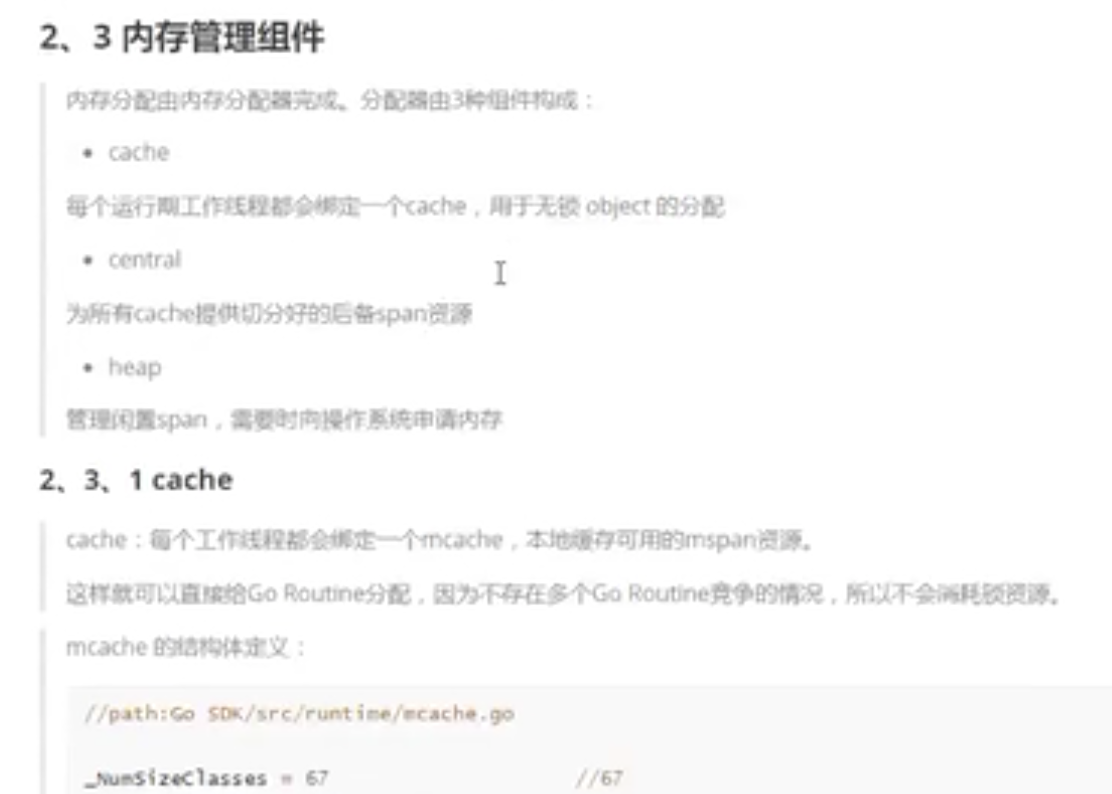 2、3 内存管理组件
内存分配由内存分配器完成。分配器由3种组件构成：
• cache
每个运行期工作线程都会绑定一个cache，用于无锁 object 的分配
• central
为所有cache提供切分好的后备span资源
• heap
管理闲置span，需要时向操作系统申请内存
2、3、1 cache
cache：每个工作线程都会绑定一个mcache，本地缓存可用的mspan资源。
这样就可以直接给Go Routine分配，因为不存在多个Go Routine竞争的情况，所以不会消耗锁资源。
mcache 的结构体定义：
//path:Go SDK/src/runtime/mcache.go
_NumSizeClasses = 67 //67